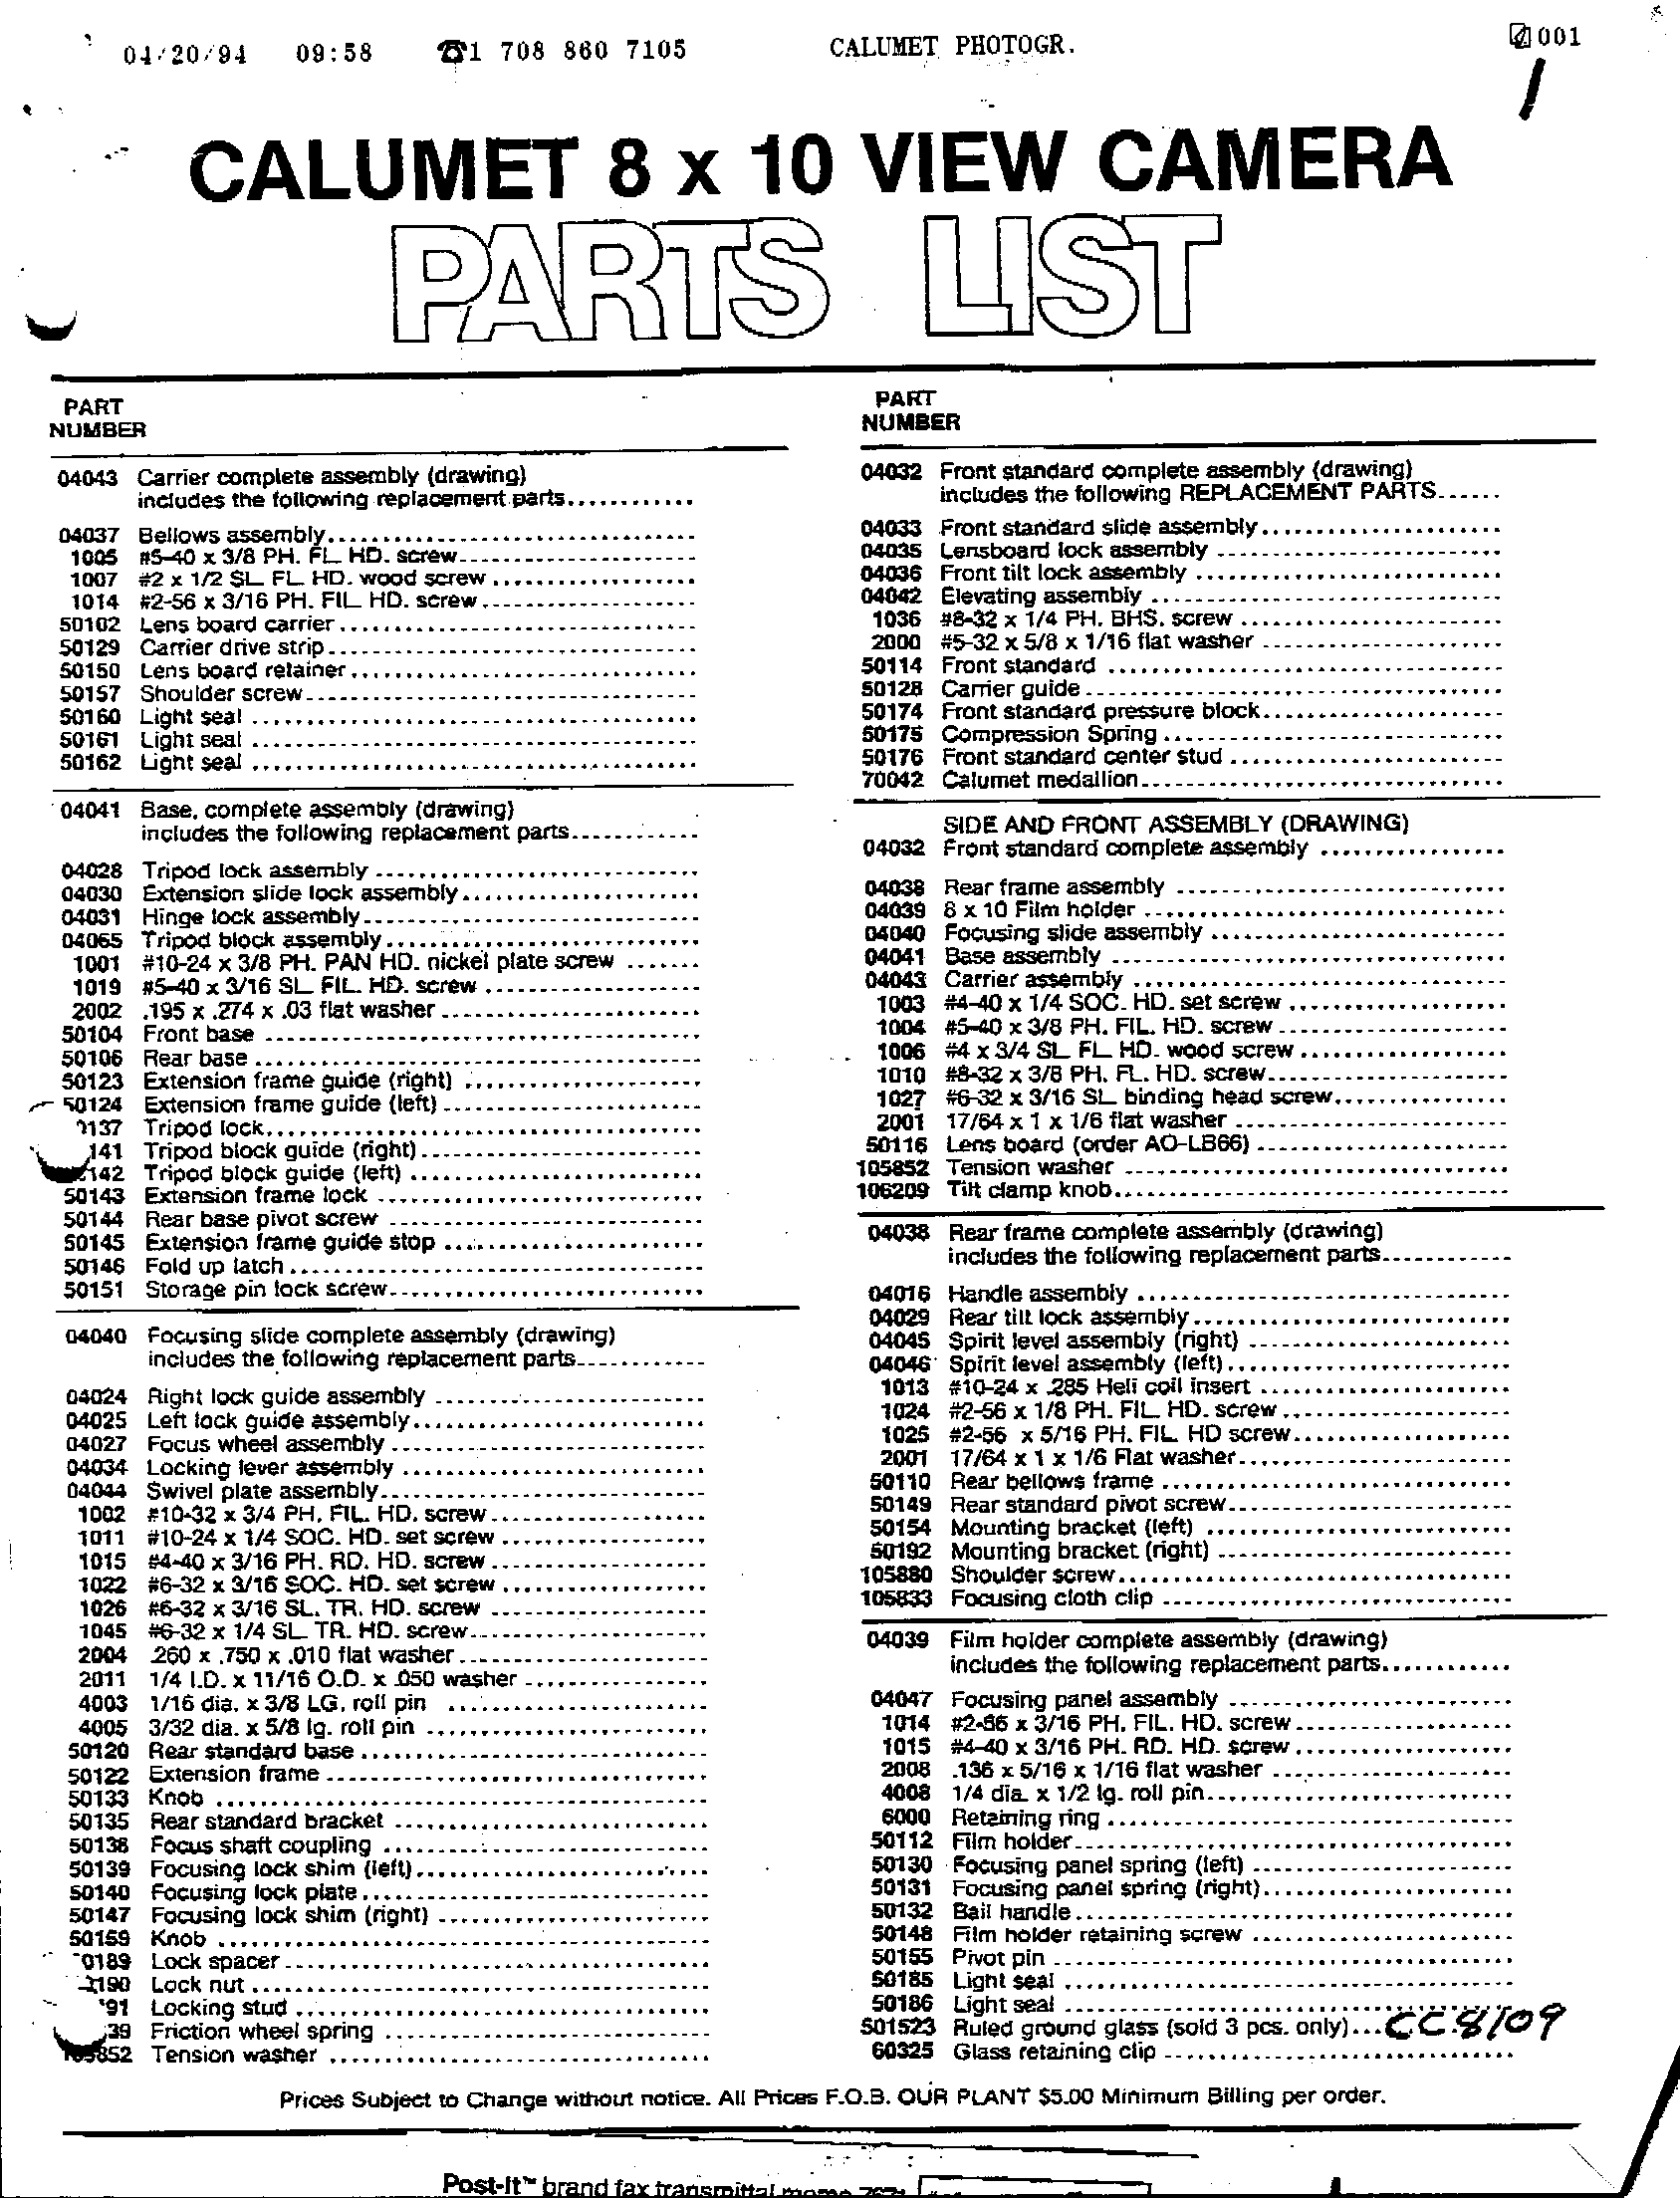 04/20/94 09:58 ☎1 708 860 7105 CALUMET PHOTOGR. 001
1
CALUMET 8 x 10 VIEW CAMERA
PARTS LIST
PART
NUMBER
04043 Carrier complete assembly (drawing)
includes the following replacement parts............
04037 Bellows assembly
1005 #5-40 x 3/8 PH. FL. HD. screw
1007 #2 x 1/2 SL FL HD. wood screw
1014 #2-56 x 3/16 PH. FIL HD. screw
50102 Lens board carrier
50129 Carrier drive strip
50150 Lens board retainer
50157 Shoulder screw
50160 Light seal
50161 Light seal
50162 Light seal
04041 Base, complete assembly (drawing)
includes the following replacement parts
04028 Tripod lock assembly
04030 Extension slide lock assembly
04031 Hinge lock assembly
04065 Tripod block assembly
1001 #10-24 x 3/8 PH. PAN HD. nickel plate screw
1019 #5-40 x 3/16 SL FIL. HD. screw
2002 .195 x .274 x .03 flat washer
50104 Front base
50106 Rear base
50123 Extension frame guide (right)
50124 Extension frame guide (left)
137 Tripod lock
141 Tripod block guide (right)
142 Tripod block guide (left)
50143 Extension frame lock
50144 Rear base pivot screw
50145 Extension frame guide stop
50146 Fold up latch
50151 Storage pin lock screw
04040 Focusing slide complete assembly (drawing)
includes the following replacement parts
04024 Right lock guide assembly
04025 Left lock guide assembly
04027 Focus wheel assembly
04034 Locking lever assembly
04044 Swivel plate assembly
1002 #10-32 x 3/4 PH. FIL. HD. screw
1011 #10-24 x 1/4 SOC. HD. set screw
1015 #4-40 x 3/16 PH. RD. HD. screw
1022 #6-32 x 3/16 SOC. HD. set screw
1026 #6-32 x 3/16 SL. TR. HD. screw
1045 #6-32 x 1/4 SL TR. HD. screw
2004 .260 x .750 x .010 flat washer
2011 1/4 I.D. x 11/16 O.D. x .050 washer
4003 1/16 dia. x 3/8 LG. roll pin
4005 3/32 dia. x 5/8 lg. roll pin
50120 Rear standard base
50122 Extension frame
50133 Knob
50135 Rear standard bracket
50138 Focus shaft coupling
50139 Focusing lock shim (left)
50140 Focusing lock plate
50147 Focusing lock shim (right)
50159 Knob
0189 Lock spacer
190 Lock nut
91 Locking stud
39 Friction wheel spring
105852 Tension washer
PART
NUMBER
04032 Front standard complete assembly (drawing)
includes the following REPLACEMENT PARTS
04033 Front standard slide assembly
04035 Lensboard lock assembly
04036 Front tilt lock assembly
04042 Elevating assembly
1036 #8-32 x 1/4 PH. BHS. screw
2000 #5-32 x 5/8 x 1/16 flat washer
50114 Front standard
50128 Carrier guide
50174 Front standard pressure block
50175 Compression Spring
50176 Front standard center stud
70042 Calumet medallion
SIDE AND FRONT ASSEMBLY (DRAWING)
04032 Front standard complete assembly
04038 Rear frame assembly
04039 8 x 10 Film holder
04040 Focusing slide assembly
04041 Base assembly
04043 Carrier assembly
1003 #4-40 x 1/4 SOC. HD. set screw
1004 #5-40 x 3/8 PH. FIL. HD. screw
1006 #4 x 3/4 SL FL HD. wood screw
1010 #8-32 x 3/8 PH. FL. HD. screw
1027 #6-32 x 3/16 SL binding head screw
2001 17/64 x 1 x 1/6 flat washer
50116 Lens board (order AO-LB66)
105852 Tension washer
106209 Tilt clamp knob
04038 Rear frame complete assembly (drawing)
includes the following replacement parts
04016 Handle assembly
04029 Rear tilt lock assembly
04045 Spirit level assembly (right)
04046 Spirit level assembly (left)
1013 #10-24 x .285 Heli coil insert
1024 #2-56 x 1/8 PH. FIL HD. screw
1025 #2-56 x 5/16 PH. FIL HD screw
2001 17/64 x 1 x 1/6 Flat washer
50110 Rear bellows frame
50149 Rear standard pivot screw
50154 Mounting bracket (left)
50192 Mounting bracket (right)
105880 Shoulder screw
105833 Focusing cloth clip
04039 Film holder complete assembly (drawing)
includes the following replacement parts
04047 Focusing panel assembly
1014 #2-56 x 3/16 PH. FIL. HD. screw
1015 #4-40 x 3/16 PH. RD. HD. screw
2008 .136 x 5/16 x 1/16 flat washer
4008 1/4 dia. x 1/2 lg. roll pin
6000 Retaining ring
50112 Film holder
50130 Focusing panel spring (left)
50131 Focusing panel spring (right)
50132 Bail handle
50148 Film holder retaining screw
50155 Pivot pin
50185 Light seal
50186 Light seal
501523 Ruled ground glass (sold 3 pcs. only)... CC8109
60325 Glass retaining clip
Prices Subject to Change without notice. All Prices F.O.B. OUR PLANT $5.00 Minimum Billing per order.
Post-It™ brand fax transmittal memo 7671